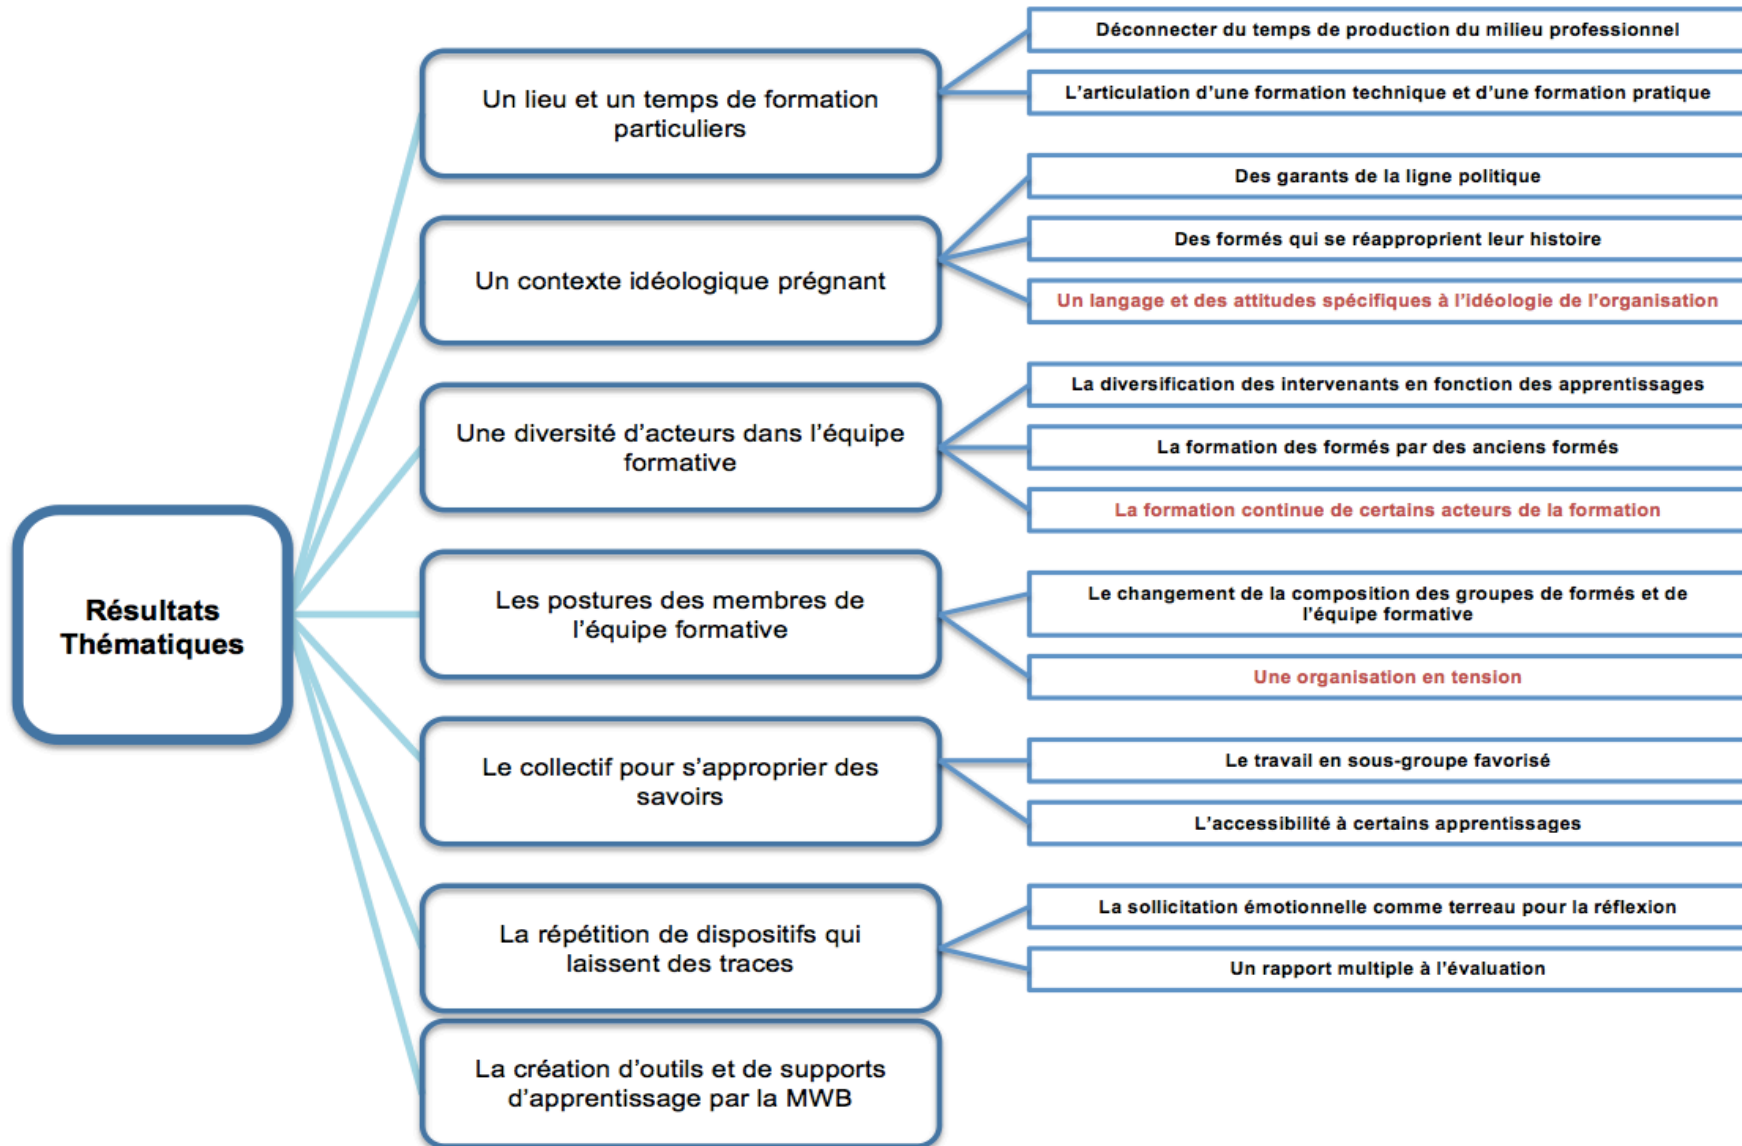 Résultats
Thématiques
Un lieu et un temps de formation
particuliers
Déconnecter du temps de production du milieu professionnel
L’articulation d’une formation technique et d’une formation pratique
Un contexte idéologique prégnant
Des garants de la ligne politique
Des formés qui se réapproprient leur histoire
Un langage et des attitudes spécifiques à l’idéologie de l’organisation
Une diversité d’acteurs dans l’équipe
formative
La diversification des intervenants en fonction des apprentissages
La formation des formés par des anciens formés
La formation continue de certains acteurs de la formation
Les postures des membres de
l’équipe formative
Le changement de la composition des groupes de formés et de
l’équipe formative
Une organisation en tension
Le collectif pour s’approprier des
savoirs
Le travail en sous-groupe favorisé
L’accessibilité à certains apprentissages
La répétition de dispositifs qui
laissent des traces
La sollicitation émotionnelle comme terreau pour la réflexion
Un rapport multiple à l’évaluation
La création d’outils et de supports
d’apprentissage par la MWB